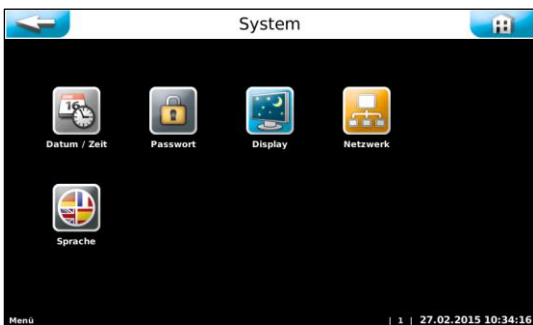 System
16
Datum / Zeit
Passwort
Display
Netzwerk
Sprache
Menü
| 1 | 27.02.2015 10:34:16